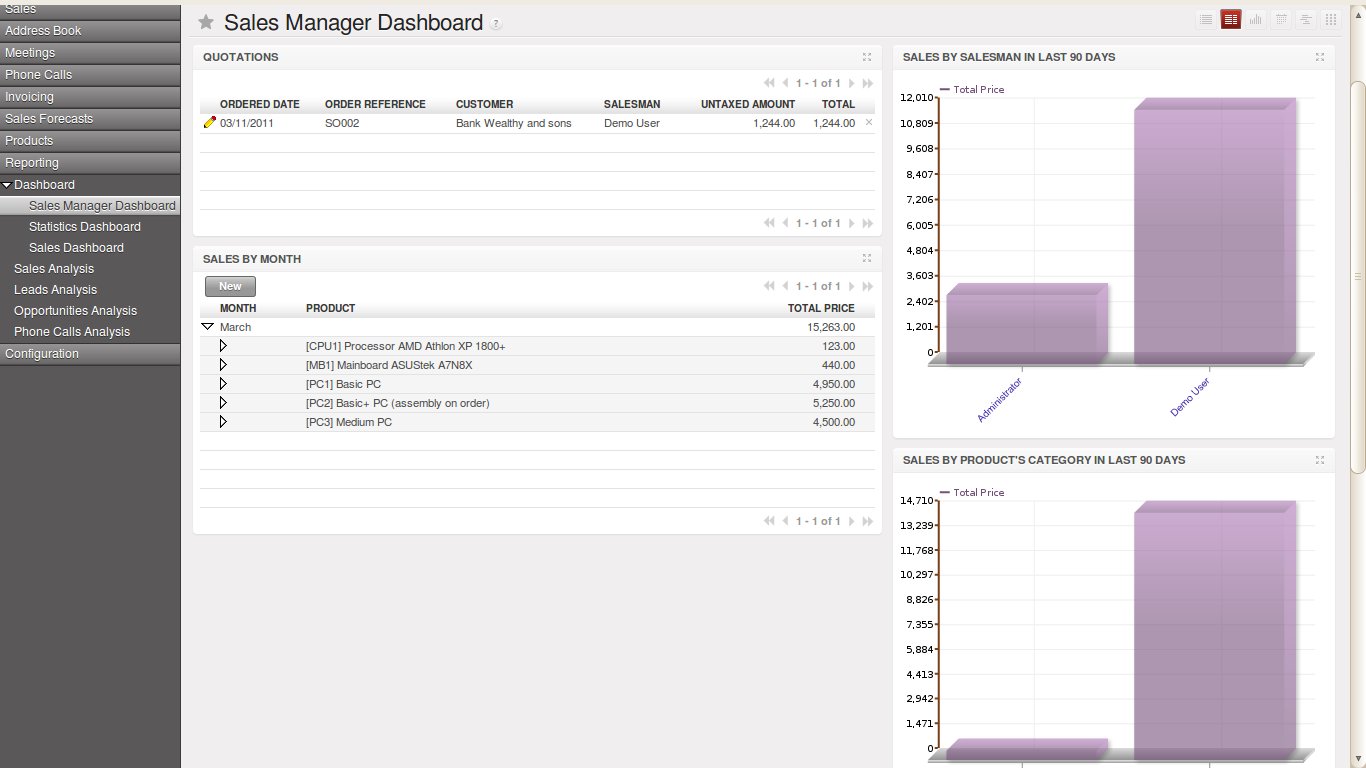 Sales
Address Book
Meetings
Phone Calls
Invoicing
Sales Forecasts
Products
Reporting
Dashboard
Sales Manager Dashboard
Statistics Dashboard
Sales Dashboard
Sales Analysis
Leads Analysis
Opportunities Analysis
Phone Calls Analysis
Configuration
Sales Manager Dashboard ?
QUOTATIONS
1 - 1 of 1
ORDERED DATE ORDER REFERENCE CUSTOMER SALESMAN UNTAXED AMOUNT TOTAL
03/11/2011 SO002 Bank Wealthy and sons Demo User 1,244.00 1,244.00
1 - 1 of 1
SALES BY MONTH
New 1 - 1 of 1
MONTH PRODUCT TOTAL PRICE
March 15,263.00
[CPU1] Processor AMD Athlon XP 1800+ 123.00
[MB1] Mainboard ASUStek A7N8X 440.00
[PC1] Basic PC 4,950.00
[PC2] Basic+ PC (assembly on order) 5,250.00
[PC3] Medium PC 4,500.00
1 - 1 of 1
SALES BY SALESMAN IN LAST 90 DAYS
Total Price
12,010
10,809
9,608
8,407
7,206
6,005
4,804
3,603
2,402
1,201
0
Administrator
Demo User
SALES BY PRODUCT'S CATEGORY IN LAST 90 DAYS
Total Price
14,710
13,239
11,768
10,297
8,826
7,355
5,884
4,413
2,942
1,471
0